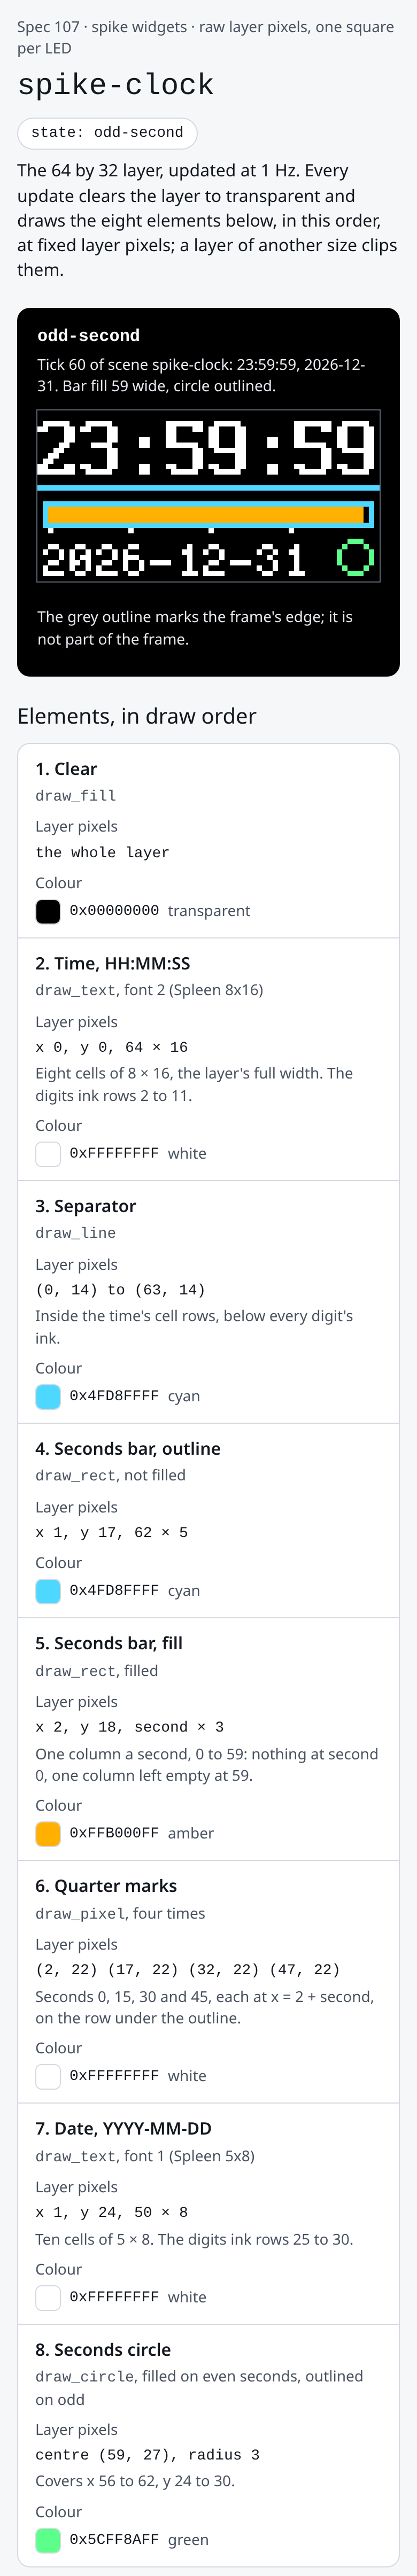 Spec 107 · spike widgets · raw layer pixels, one square
per LED
spike-clock
state: odd-second
The 64 by 32 layer, updated at 1 Hz. Every
update clears the layer to transparent and
draws the eight elements below, in this order,
at fixed layer pixels; a layer of another size clips
them.
odd-second
Tick 60 of scene spike-clock: 23:59:59, 2026-12-
31. Bar fill 59 wide, circle outlined.
23:59:59
2026-12-31
The grey outline marks the frame's edge; it is
not part of the frame.
Elements, in draw order
1. Clear
draw_fill
Layer pixels
the whole layer
Colour
0x00000000 transparent
2. Time, HH:MM:SS
draw_text, font 2 (Spleen 8x16)
Layer pixels
x 0, y 0, 64 × 16
Eight cells of 8 × 16, the layer's full width. The
digits ink rows 2 to 11.
Colour
0xFFFFFFFF white
3. Separator
draw_line
Layer pixels
(0, 14) to (63, 14)
Inside the time's cell rows, below every digit's
ink.
Colour
0x4FD8FFFF cyan
4. Seconds bar, outline
draw_rect, not filled
Layer pixels
x 1, y 17, 62 × 5
Colour
0x4FD8FFFF cyan
5. Seconds bar, fill
draw_rect, filled
Layer pixels
x 2, y 18, second × 3
One column a second, 0 to 59: nothing at second
0, one column left empty at 59.
Colour
0xFFB000FF amber
6. Quarter marks
draw_pixel, four times
Layer pixels
(2, 22) (17, 22) (32, 22) (47, 22)
Seconds 0, 15, 30 and 45, each at x = 2 + second,
on the row under the outline.
Colour
0xFFFFFFFF white
7. Date, YYYY-MM-DD
draw_text, font 1 (Spleen 5x8)
Layer pixels
x 1, y 24, 50 × 8
Ten cells of 5 × 8. The digits ink rows 25 to 30.
Colour
0xFFFFFFFF white
8. Seconds circle
draw_circle, filled on even seconds, outlined
on odd
Layer pixels
centre (59, 27), radius 3
Covers x 56 to 62, y 24 to 30.
Colour
0x5CFF8AFF green